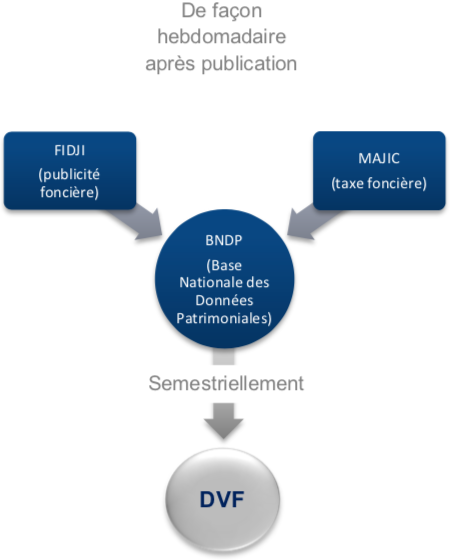 De façon
hebdomadaire
après publication
FIDJI
(publicité
foncière)
MAJIC
(taxe foncière)
BNDP
(Base
Nationale des
Données
Patrimoniales)
Semestriellement
DVF